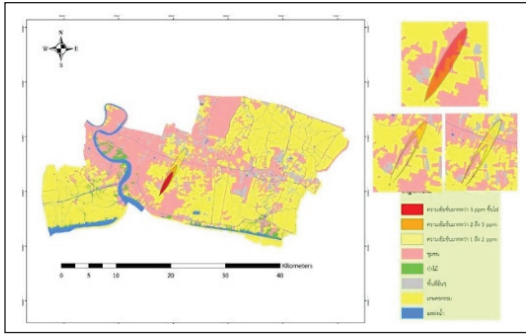 N
W E
S
Kilometers
0 5 10 20 30 40
ความเข้มข้นมากกว่า 3 ppm ขึ้นไป
ความเข้มข้นมากกว่า 2 ถึง 3 ppm
ความเข้มข้นมากกว่า 1 ถึง 2 ppm
ชุมชน
ป่าไม้
พื้นที่อื่นๆ
เกษตรกรรม
แหล่งน้ำ